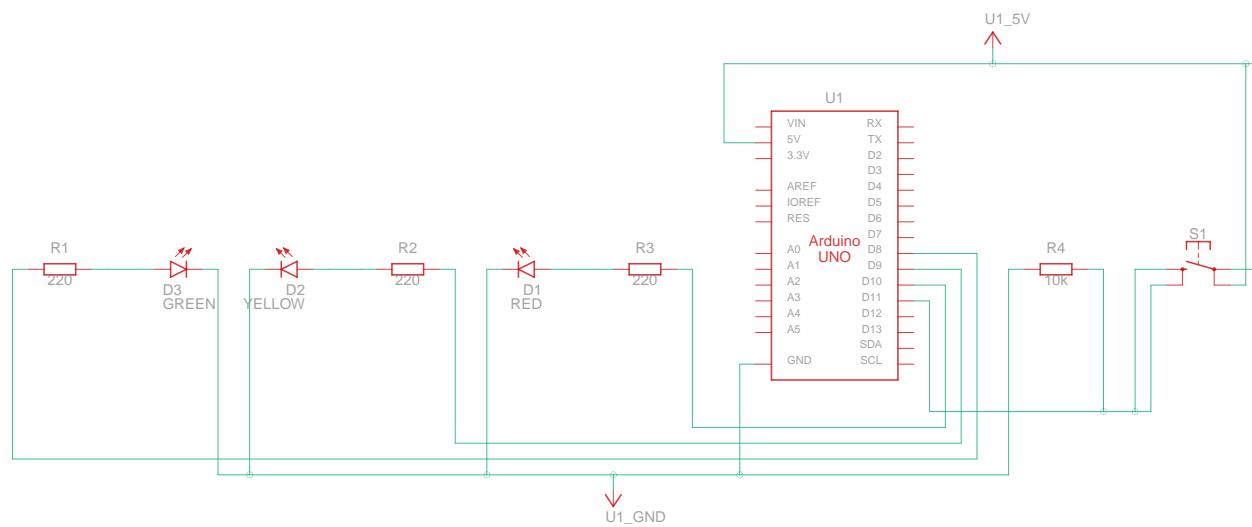 U1_5V
U1
VIN
5V
3.3V
AREF
IOREF
RES
A0
A1
A2
A3
A4
A5
GND
Arduino
UNO
RX
TX
D2
D3
D4
D5
D6
D7
D8
D9
D10
D11
D12
D13
SDA
SCL
R1
220
D3
GREEN
D2
YELLOW
R2
220
D1
RED
R3
220
R4
10k
S1
U1_GND